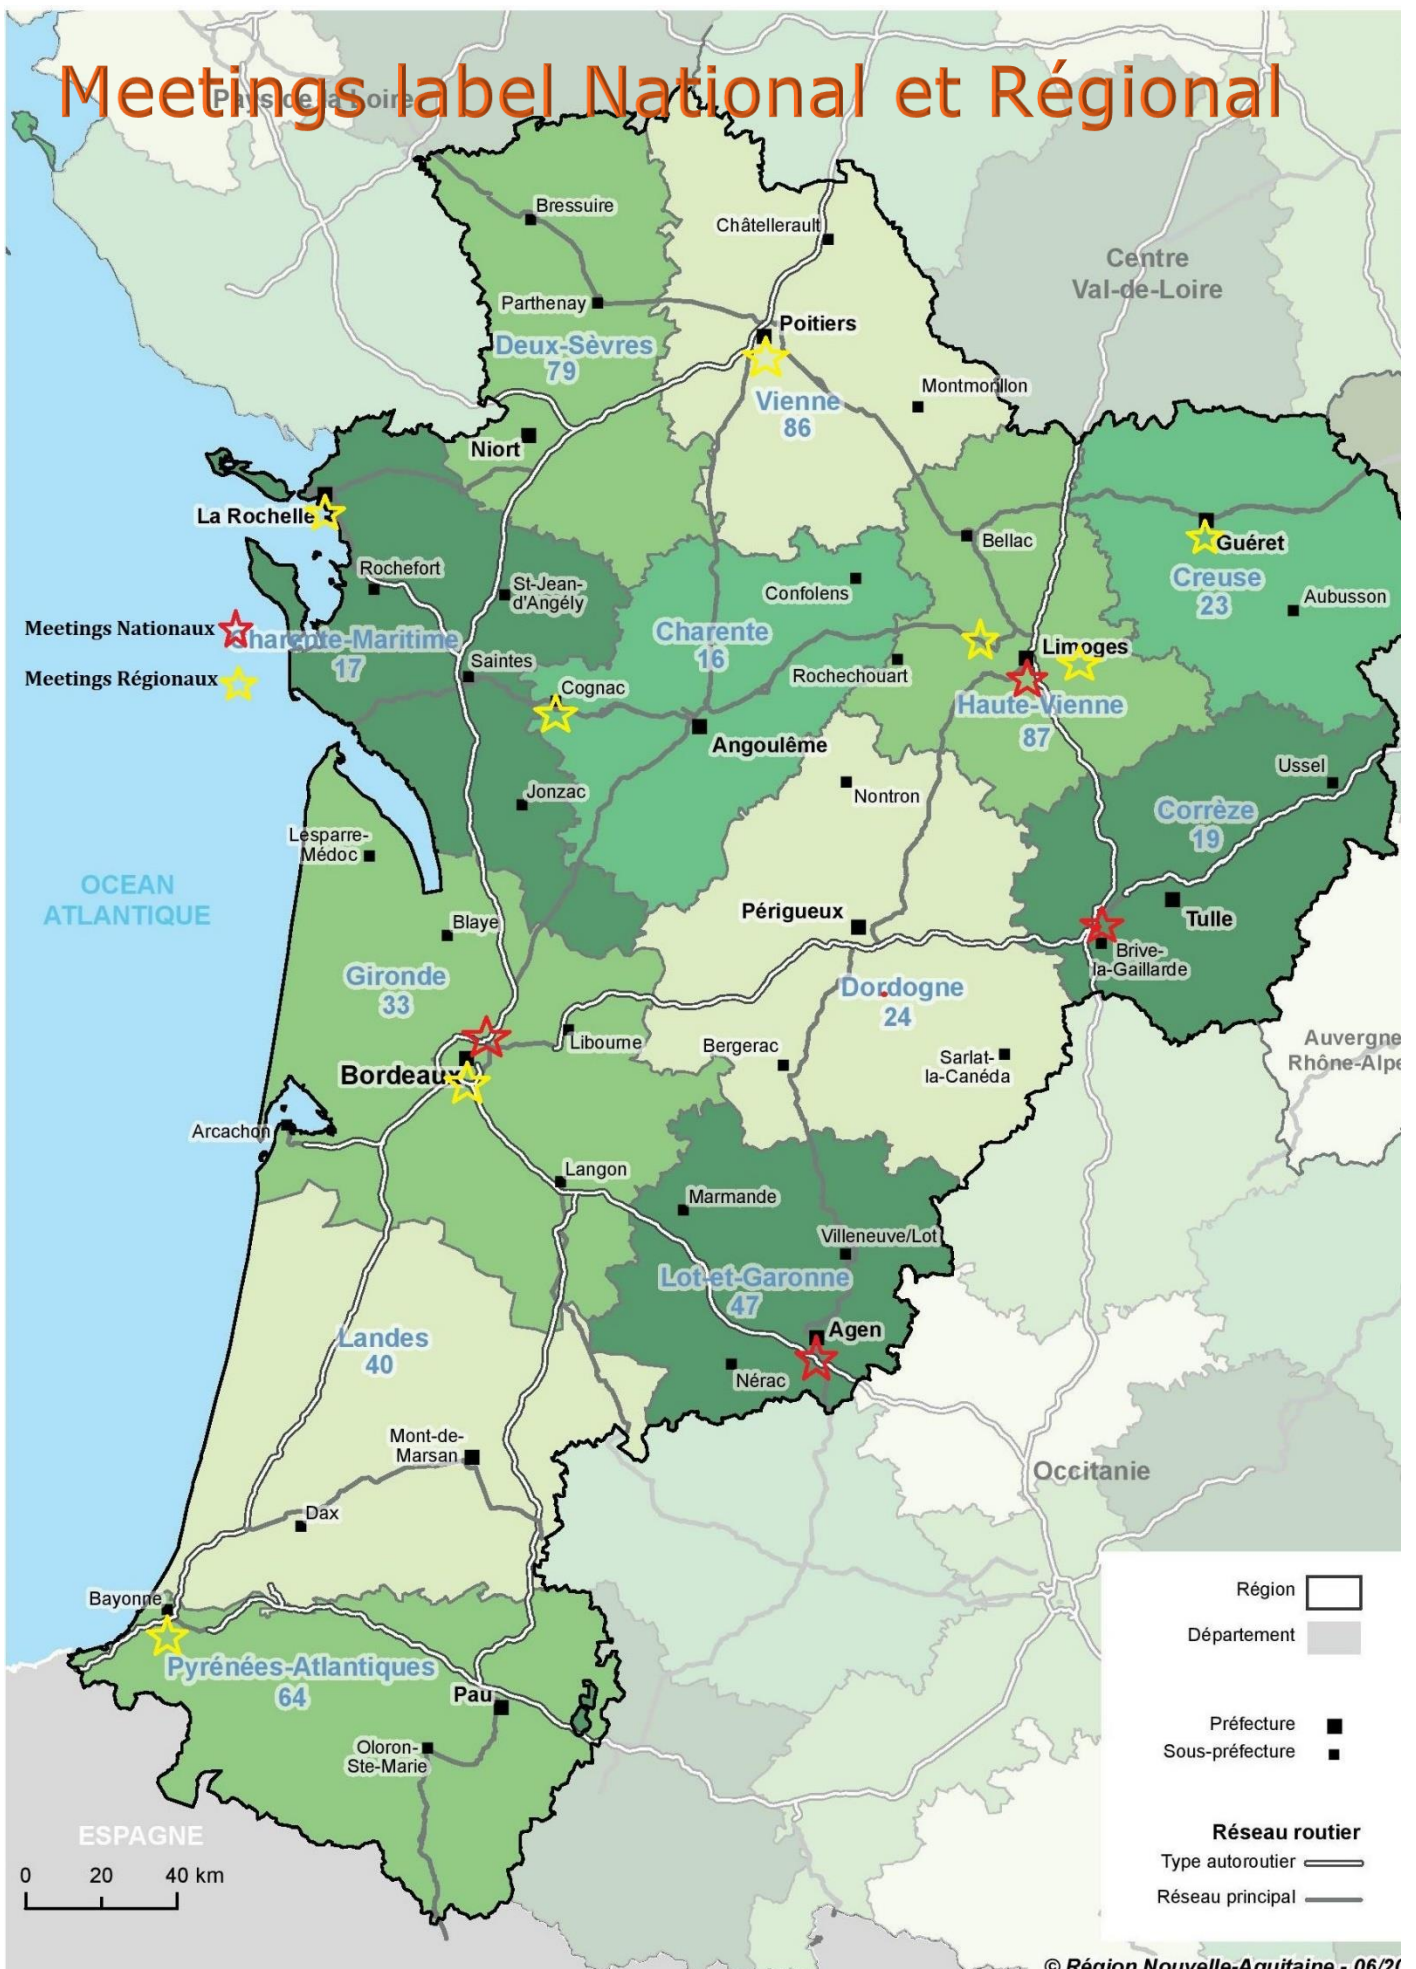 Meetings label National et Régional
Pays de la Loire
Bressuire
Châtellerault
Centre
Val-de-Loire
Parthenay
Poitiers
Deux-Sèvres
79
Montmorillon
Vienne
86
Niort
La Rochelle
Bellac
Guéret
Rochefort
St-Jean-
d'Angély
Confolens
Creuse
23
Aubusson
Meetings Nationaux
Charente-Maritime
17
Charente
16
Limoges
Meetings Régionaux
Saintes
Cognac
Rochechouart
Haute-Vienne
87
Angoulême
Ussel
Jonzac
Nontron
Corrèze
19
Lesparre-
Médoc
OCEAN
ATLANTIQUE
Blaye
Périgueux
Tulle
Brive-
la-Gaillarde
Gironde
33
Dordogne
24
Libourne
Bergerac
Sarlat-
la-Canéda
Auvergne
Rhône-Alpe
Bordeaux
Arcachon
Langon
Marmande
Villeneuve/Lot
Lot-et-Garonne
47
Landes
40
Agen
Nérac
Mont-de-
Marsan
Occitanie
Dax
Bayonne
Pyrénées-Atlantiques
64
Pau
Oloron-
Ste-Marie
ESPAGNE
0 20 40 km
Région
Département
Préfecture
Sous-préfecture
Réseau routier
Type autoroutier
Réseau principal
© Région Nouvelle-Aquitaine - 06/20